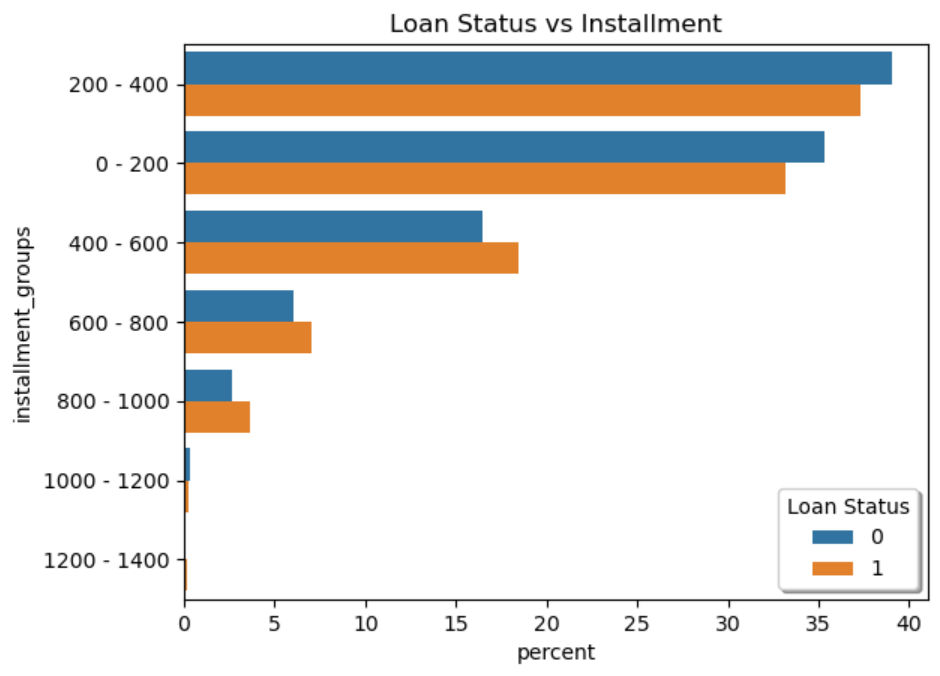 Loan Status vs Installment
installment_groups
200 - 400
0 - 200
400 - 600
600 - 800
800 - 1000
1000 - 1200
1200 - 1400
Loan Status
0
1
0 5 10 15 20 25 30 35 40
percent